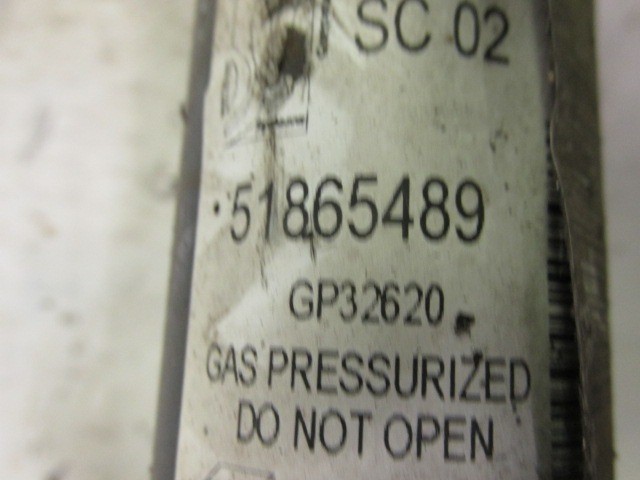 SC 02
51865489
GP32620
GAS PRESSURIZED
DO NOT OPEN